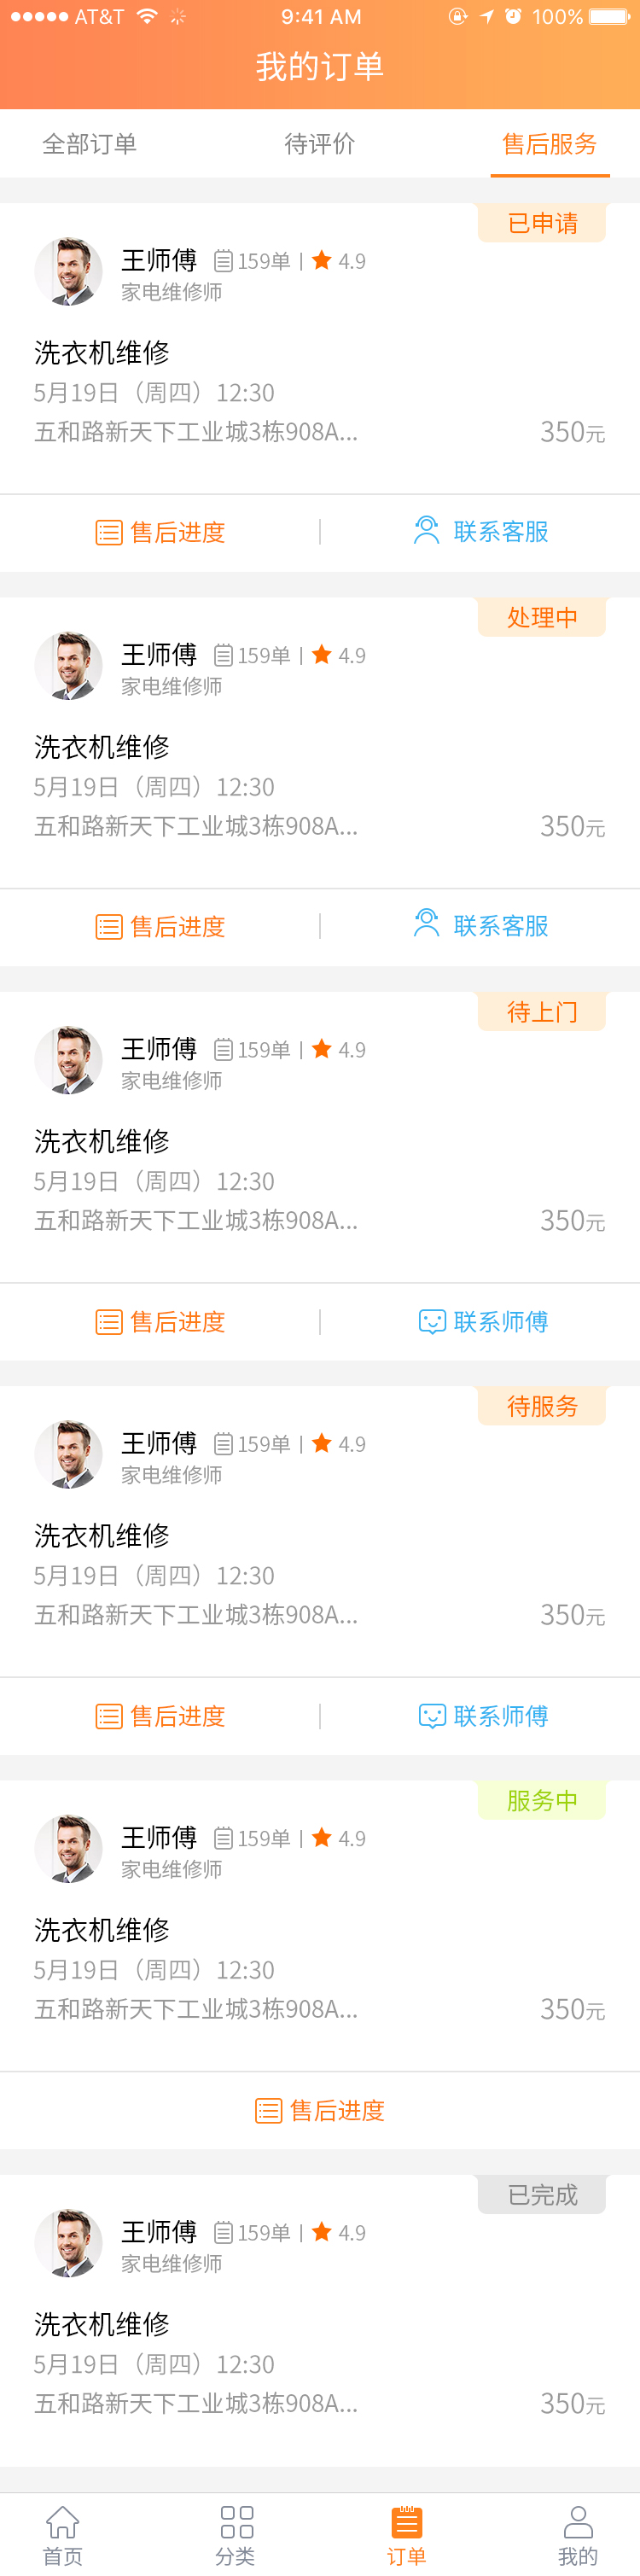 AT&T 9:41 AM 100%
我的订单
全部订单 待评价 售后服务
已申请
王师傅 159单 | 4.9
家电维修师
洗衣机维修
5月19日（周四）12:30
五和路新天下工业城3栋908A... 350元
售后进度 联系客服
处理中
王师傅 159单 | 4.9
家电维修师
洗衣机维修
5月19日（周四）12:30
五和路新天下工业城3栋908A... 350元
售后进度 联系客服
待上门
王师傅 159单 | 4.9
家电维修师
洗衣机维修
5月19日（周四）12:30
五和路新天下工业城3栋908A... 350元
售后进度 联系师傅
待服务
王师傅 159单 | 4.9
家电维修师
洗衣机维修
5月19日（周四）12:30
五和路新天下工业城3栋908A... 350元
售后进度 联系师傅
服务中
王师傅 159单 | 4.9
家电维修师
洗衣机维修
5月19日（周四）12:30
五和路新天下工业城3栋908A... 350元
售后进度
已完成
王师傅 159单 | 4.9
家电维修师
洗衣机维修
5月19日（周四）12:30
五和路新天下工业城3栋908A... 350元
首页 分类 订单 我的